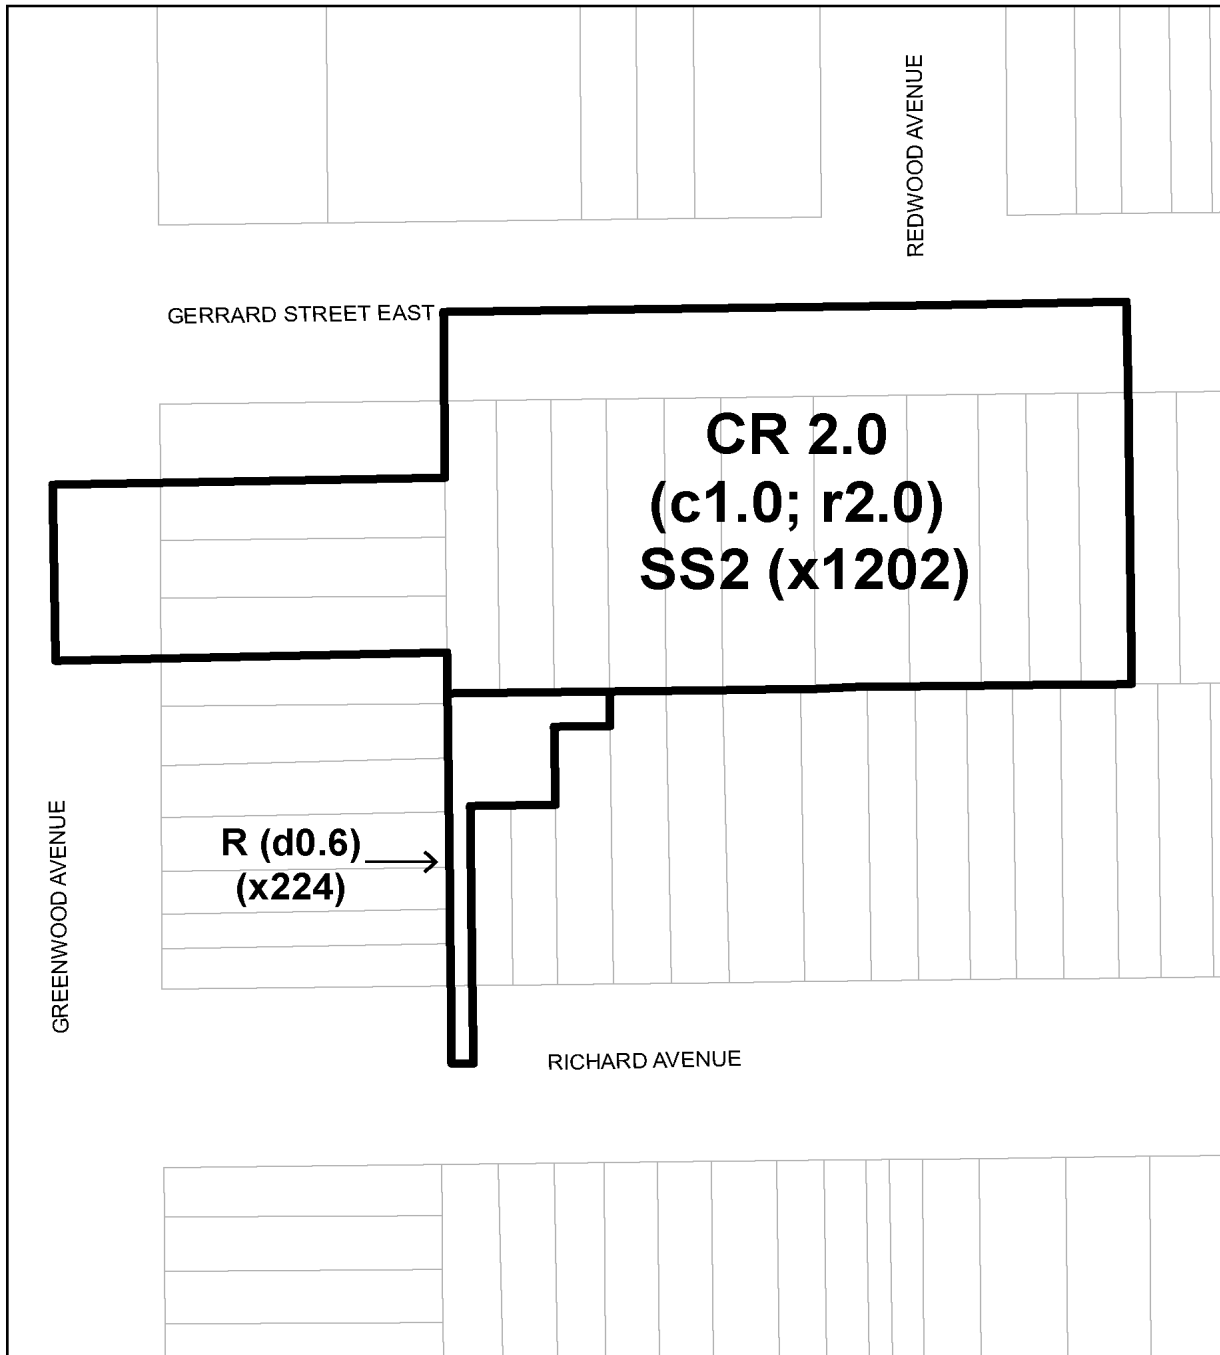 REDWOOD AVENUE
GERRARD STREET EAST
CR 2.0
(c1.0; r2.0)
SS2 (x1202)
R (d0.6)
(x224)
GREENWOOD AVENUE
RICHARD AVENUE